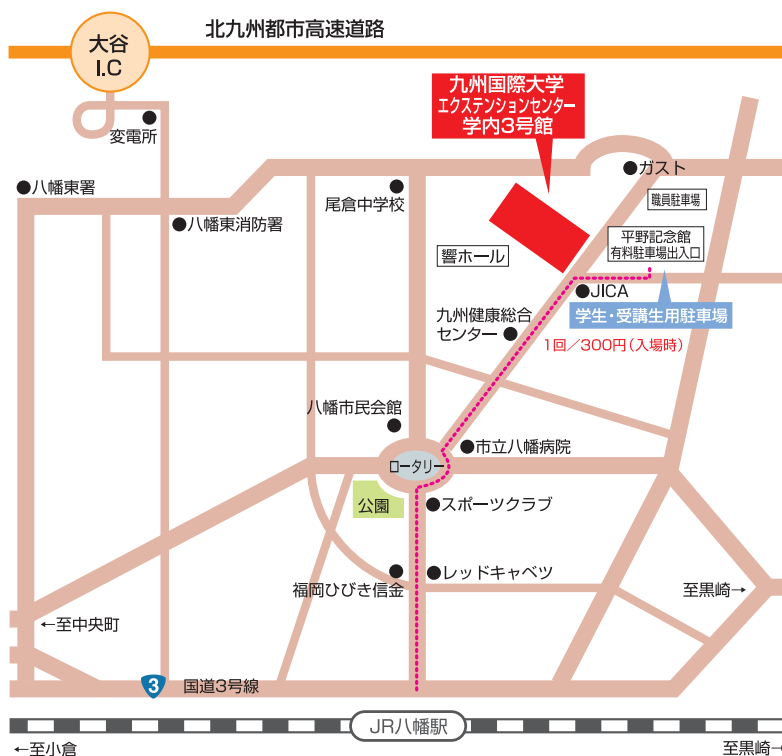 北九州都市高速道路
大谷
I.C
九州国際大学
エクステンションセンター
学内3号館
変電所
ガスト
八幡東署
尾倉中学校
職員駐車場
八幡東消防署
平野記念館
有料駐車場出入口
響ホール
JICA
学生・受講生用駐車場
九州健康総合
センター
1回／300円（入場時）
八幡市民会館
市立八幡病院
ロータリー
公園
スポーツクラブ
福岡ひびき信金
レッドキャベツ
至黒崎→
←至中央町
3
国道3号線
JR八幡駅
←至小倉
至黒崎→